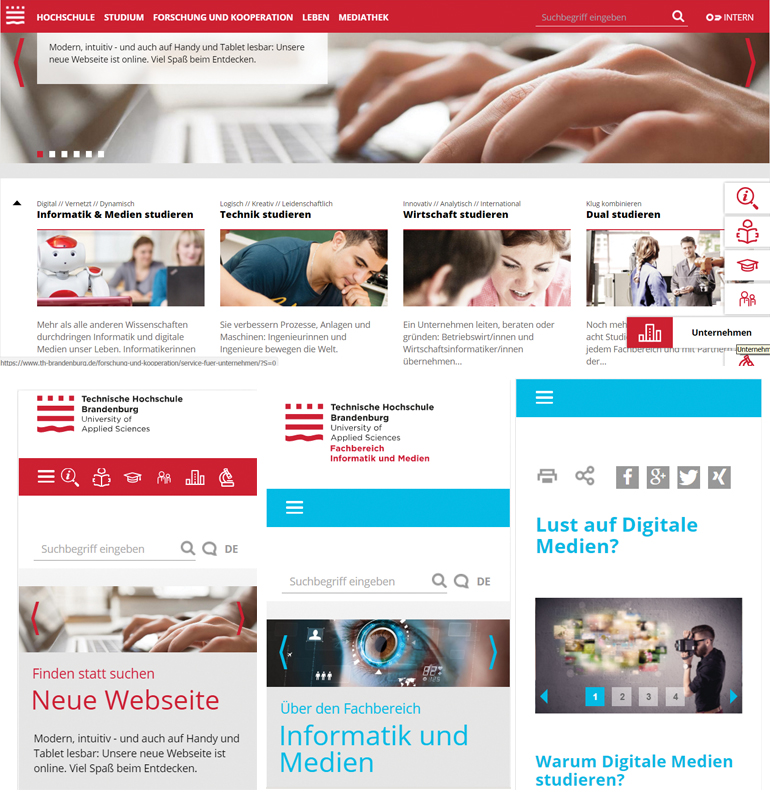 HOCHSCHULE STUDIUM FORSCHUNG UND KOOPERATION LEBEN MEDIATHEK
Suchbegriff eingeben
INTERN
Modern, intuitiv - und auch auf Handy und Tablet lesbar: Unsere
neue Webseite ist online. Viel Spaß beim Entdecken.
Digital // Vernetzt // Dynamisch
Informatik & Medien studieren
Mehr als alle anderen Wissenschaften
durchdringen Informatik und digitale
Medien unser Leben. Informatikerinnen
Logisch // Kreativ // Leidenschaftlich
Technik studieren
Sie verbessern Prozesse, Anlagen und
Maschinen: Ingenieurinnen und
Ingenieure bewegen die Welt.
Innovativ // Analytisch // International
Wirtschaft studieren
Ein Unternehmen leiten, beraten oder
gründen: Betriebswirt/innen und
Wirtschaftsinformatiker/innen
übernehmen...
Klug kombinieren
Dual studieren
Noch meh
acht Studi
jedem Fachbereich und mit Partnern
der...
Unternehmen
Unternehm
https://www.th-brandenburg.de/forschung-und-kooperation/service-fuer-unternehmen/?S=0
Technische Hochschule
Brandenburg
University of
Applied Sciences
Suchbegriff eingeben
DE
Finden statt suchen
Neue Webseite
Modern, intuitiv - und auch auf Handy und
Tablet lesbar: Unsere neue Webseite ist
online. Viel Spaß beim Entdecken.
Technische Hochschule
Brandenburg
University of
Applied Sciences
Fachbereich
Informatik und Medien
Suchbegriff eingeben
DE
Über den Fachbereich
Informatik und
Medien
Lust auf Digitale
Medien?
1 2 3 4
Warum Digitale Medien
studieren?